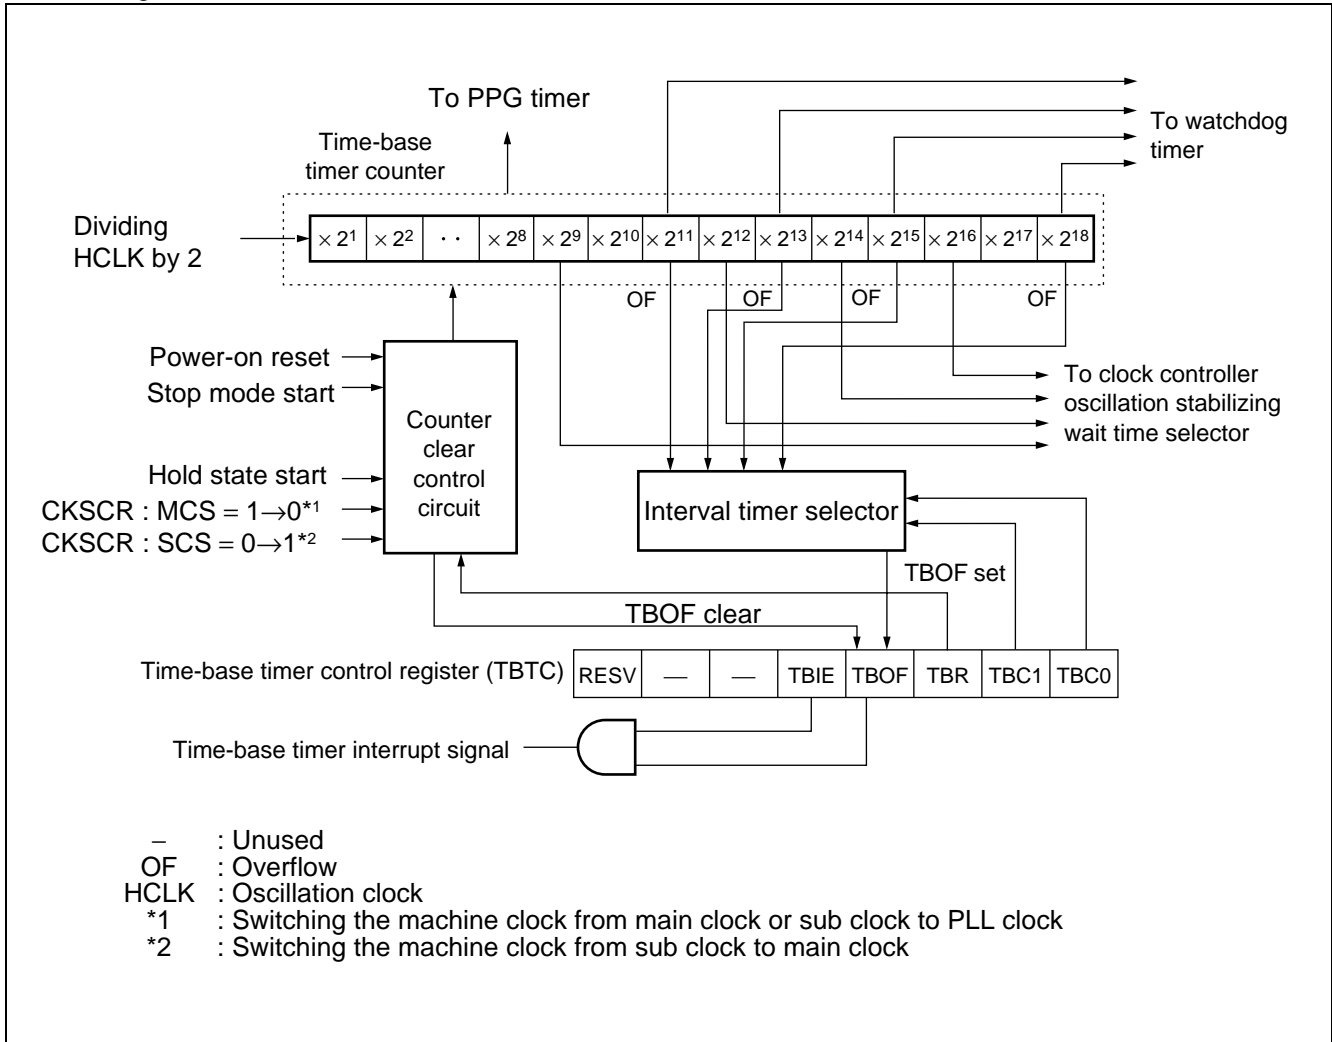 To PPG timer
Time-base
timer counter
To watchdog
timer
Dividing
HCLK by 2
× 2¹ × 2² ·· × 2⁸ × 2⁹ × 2¹⁰ × 2¹¹ × 2¹² × 2¹³ × 2¹⁴ × 2¹⁵ × 2¹⁶ × 2¹⁷ × 2¹⁸
OF OF OF OF
Power-on reset
Stop mode start
Hold state start
CKSCR : MCS = 1→0*1
CKSCR : SCS = 0→1*2
Counter
clear
control
circuit
To clock controller
oscillation stabilizing
wait time selector
Interval timer selector
TBOF set
TBOF clear
Time-base timer control register (TBTC) RESV — — TBIE TBOF TBR TBC1 TBC0
Time-base timer interrupt signal
– : Unused
OF : Overflow
HCLK : Oscillation clock
*1 : Switching the machine clock from main clock or sub clock to PLL clock
*2 : Switching the machine clock from sub clock to main clock